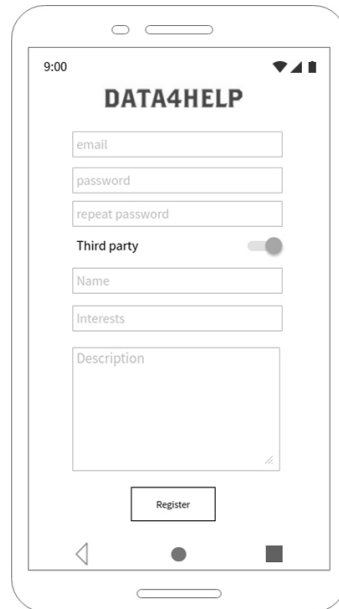 9:00
DATA4HELP
email
password
repeat password
Third party
Name
Interests
Description
Register